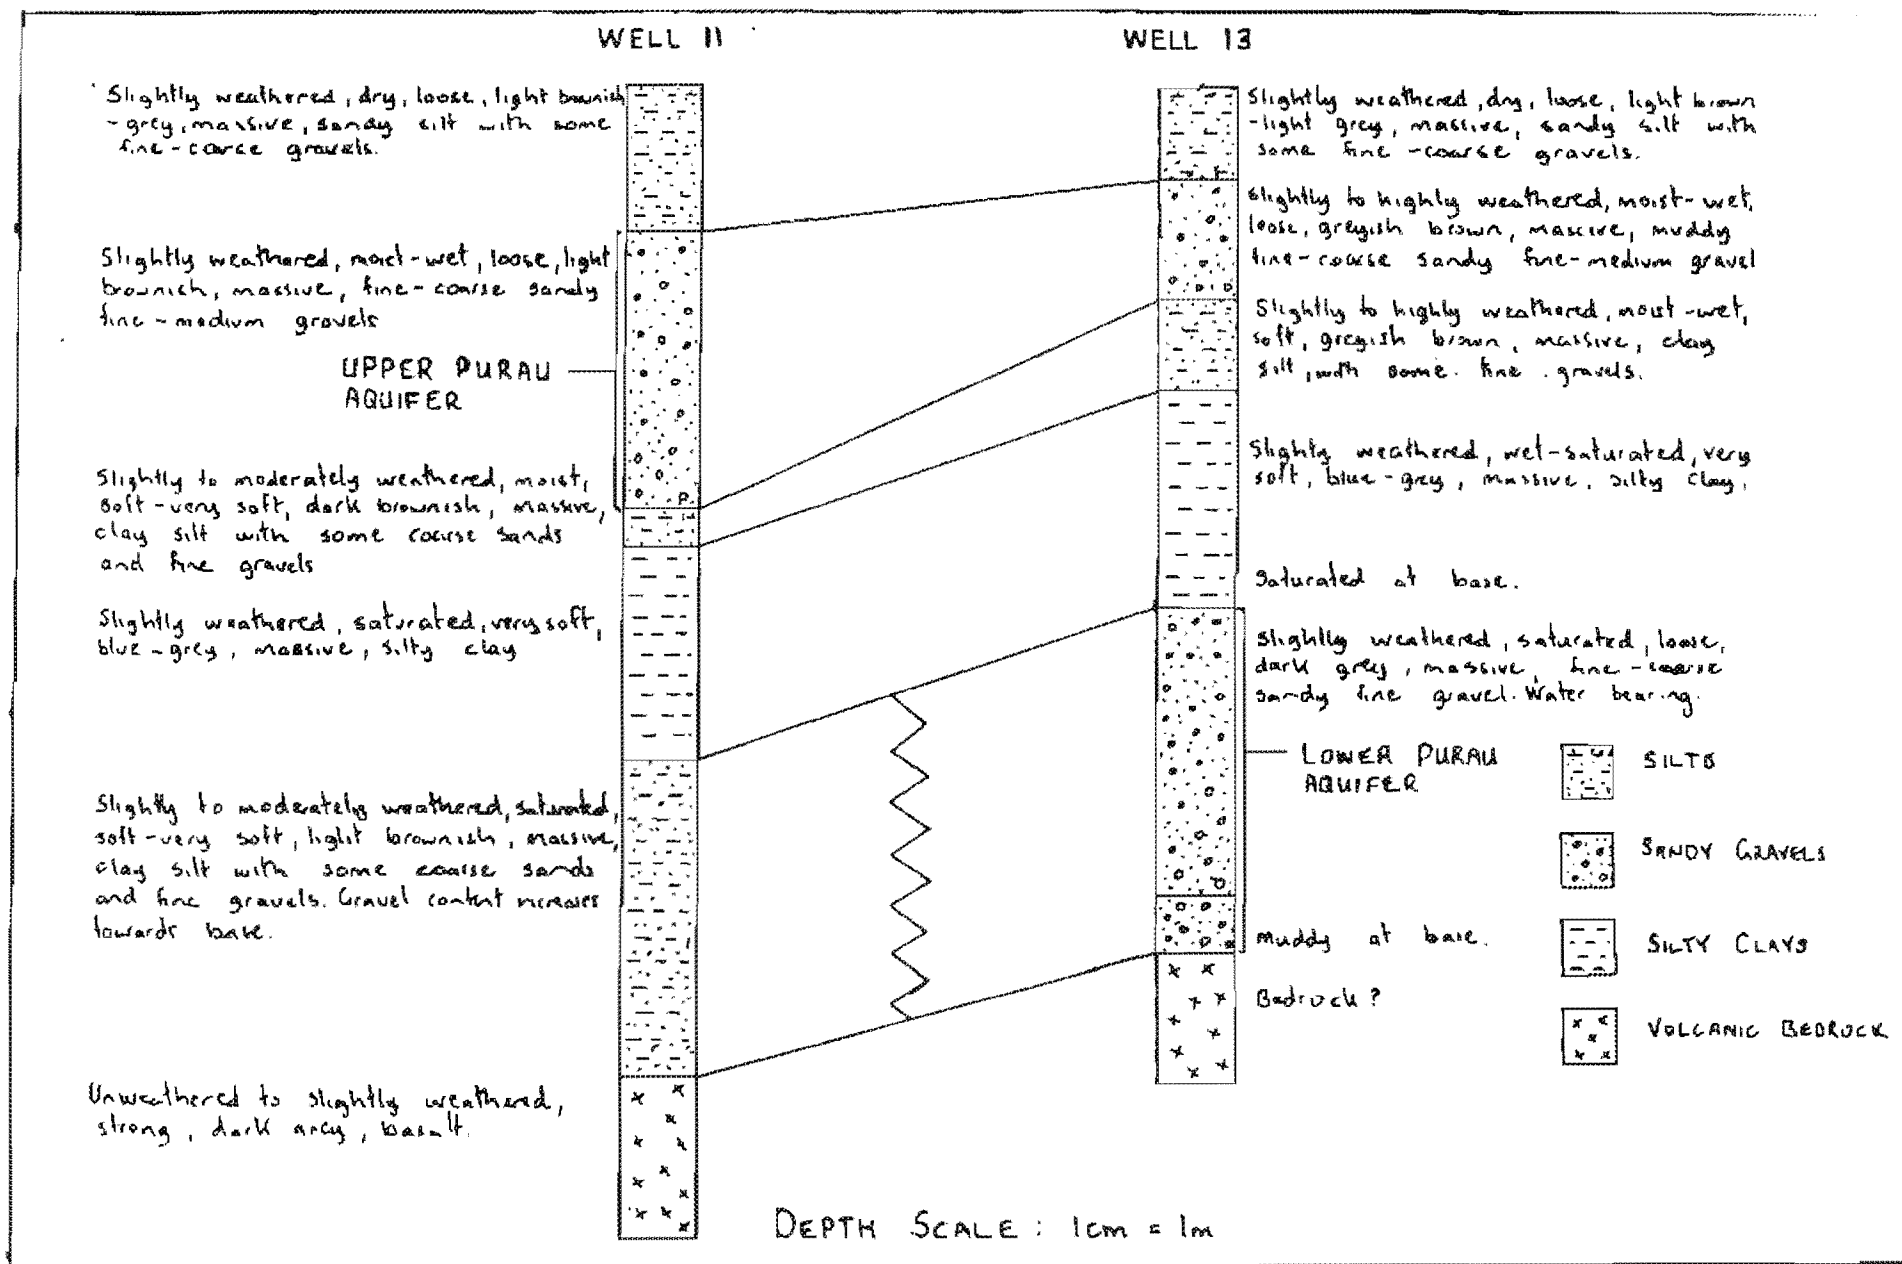 WELL 11
Slightly weathered, dry, loose, light brownish
-grey, massive, sandy silt with some
fine-coarse gravels.
Slightly weathered, moist-wet, loose, light
brownish, massive, fine-coarse sandy
fine-medium gravels
UPPER PURAU
AQUIFER
Slightly to moderately weathered, moist,
soft-very soft, dark brownish, massive,
clay silt with some coarse sands
and fine gravels
Slightly weathered, saturated, very soft,
blue-grey, massive, silty clay
Slightly to moderately weathered, saturated,
soft-very soft, light brownish, massive,
clay silt with some coarse sands
and fine gravels. Gravel content increases
towards base.
Unweathered to slightly weathered,
strong, dark grey, basalt.
WELL 13
Slightly weathered, dry, loose, light brown
-light grey, massive, sandy silt with
some fine-coarse gravels.
Slightly to highly weathered, moist-wet,
loose, greyish brown, massive, muddy
fine-coarse sandy fine-medium gravel
Slightly to highly weathered, moist-wet,
soft, greyish brown, massive, clay
silt, with some fine gravels.
Slightly weathered, wet-saturated, very
soft, blue-grey, massive, silty clay.
Saturated at base.
Slightly weathered, saturated, loose,
dark grey, massive, fine-coarse
sandy fine gravel. Water bearing.
LOWER PURAU
AQUIFER
Muddy at base.
Bedrock?
SILTS
SANDY GRAVELS
SILTY CLAYS
VOLCANIC BEDROCK
DEPTH SCALE : 1cm = 1m